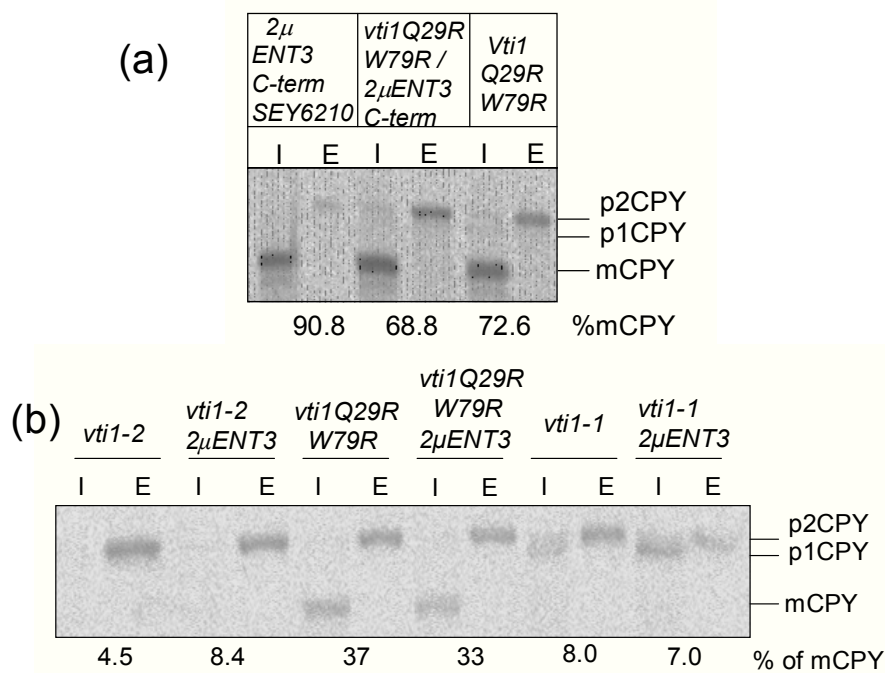 (a)
2μ
ENT3
C-term
SEY6210
vti1Q29R
W79R /
2μENT3
C-term
Vti1
Q29R
W79R
I E I E I E
p2CPY
p1CPY
mCPY
90.8 68.8 72.6 %mCPY
(b)
vti1-2
vti1-2
2μENT3
vti1Q29R
W79R
vti1Q29R
W79R
2μENT3
vti1-1
vti1-1
2μENT3
I E I E I E I E I E I E
p2CPY
p1CPY
mCPY
4.5 8.4 37 33 8.0 7.0 % of mCPY